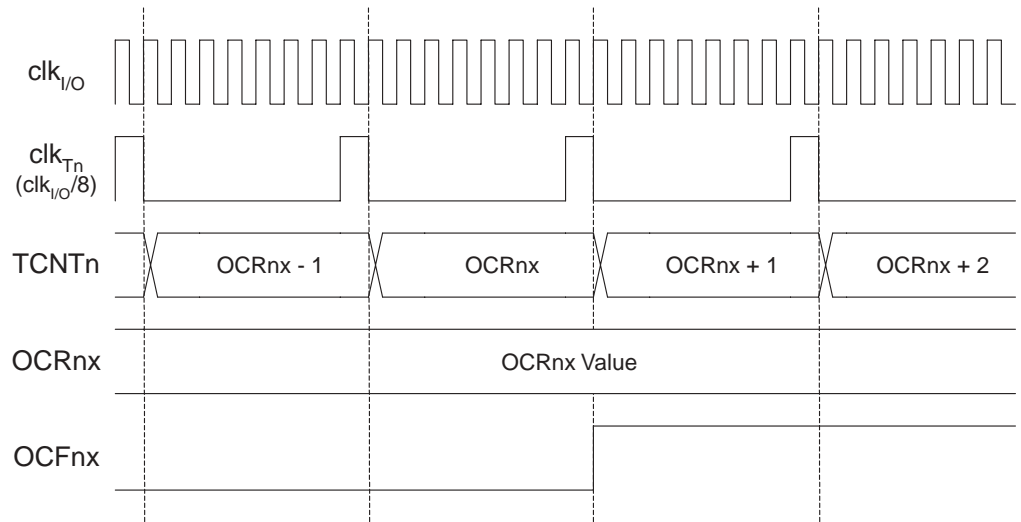 clkI/O
clkTn
(clkI/O/8)
TCNTn OCRnx - 1 OCRnx OCRnx + 1 OCRnx + 2
OCRnx OCRnx Value
OCFnx